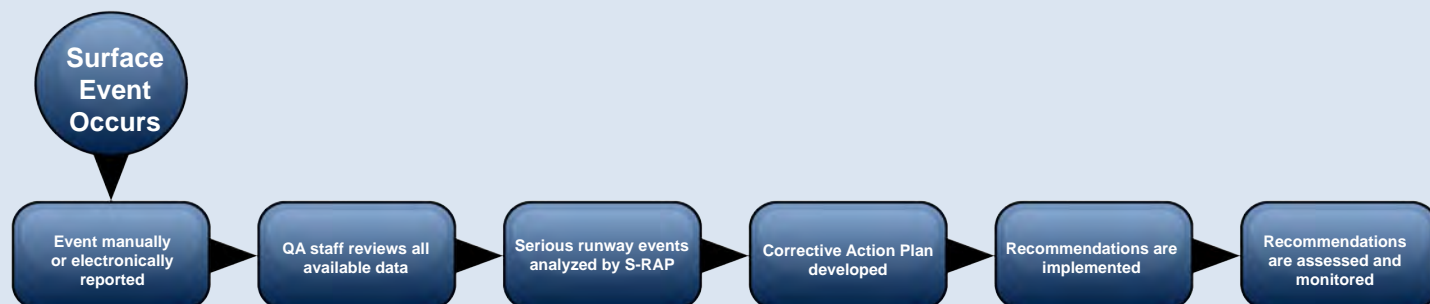 Surface
Event
Occurs
Event manually
or electronically
reported
QA staff reviews all
available data
Serious runway events
analyzed by S-RAP
Corrective Action Plan
developed
Recommendations are
implemented
Recommendations
are assessed and
monitored